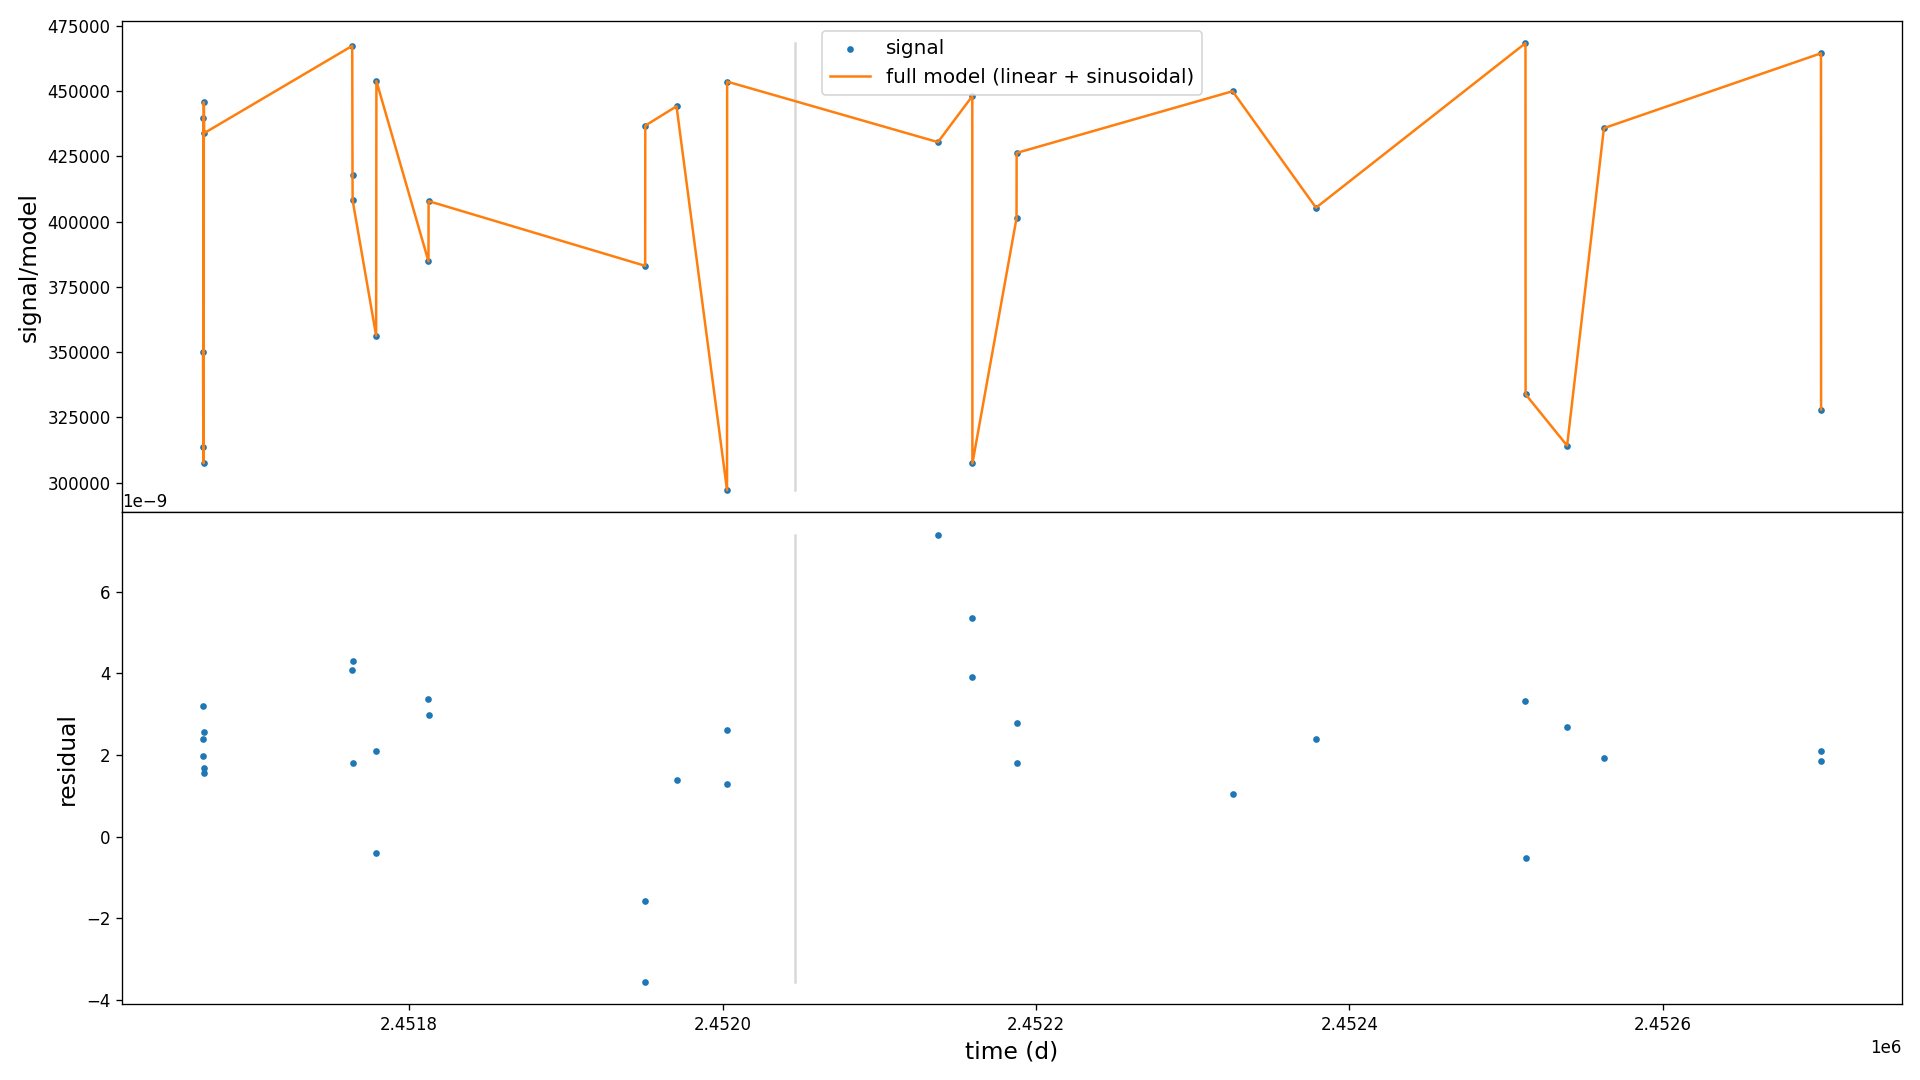 475000
450000
425000
400000
375000
350000
325000
300000
signal/model
signal
full model (linear + sinusoidal)
1e−9
6
4
2
0
−2
−4
residual
2.4518
2.4520
2.4522
2.4524
2.4526
1e6
time (d)